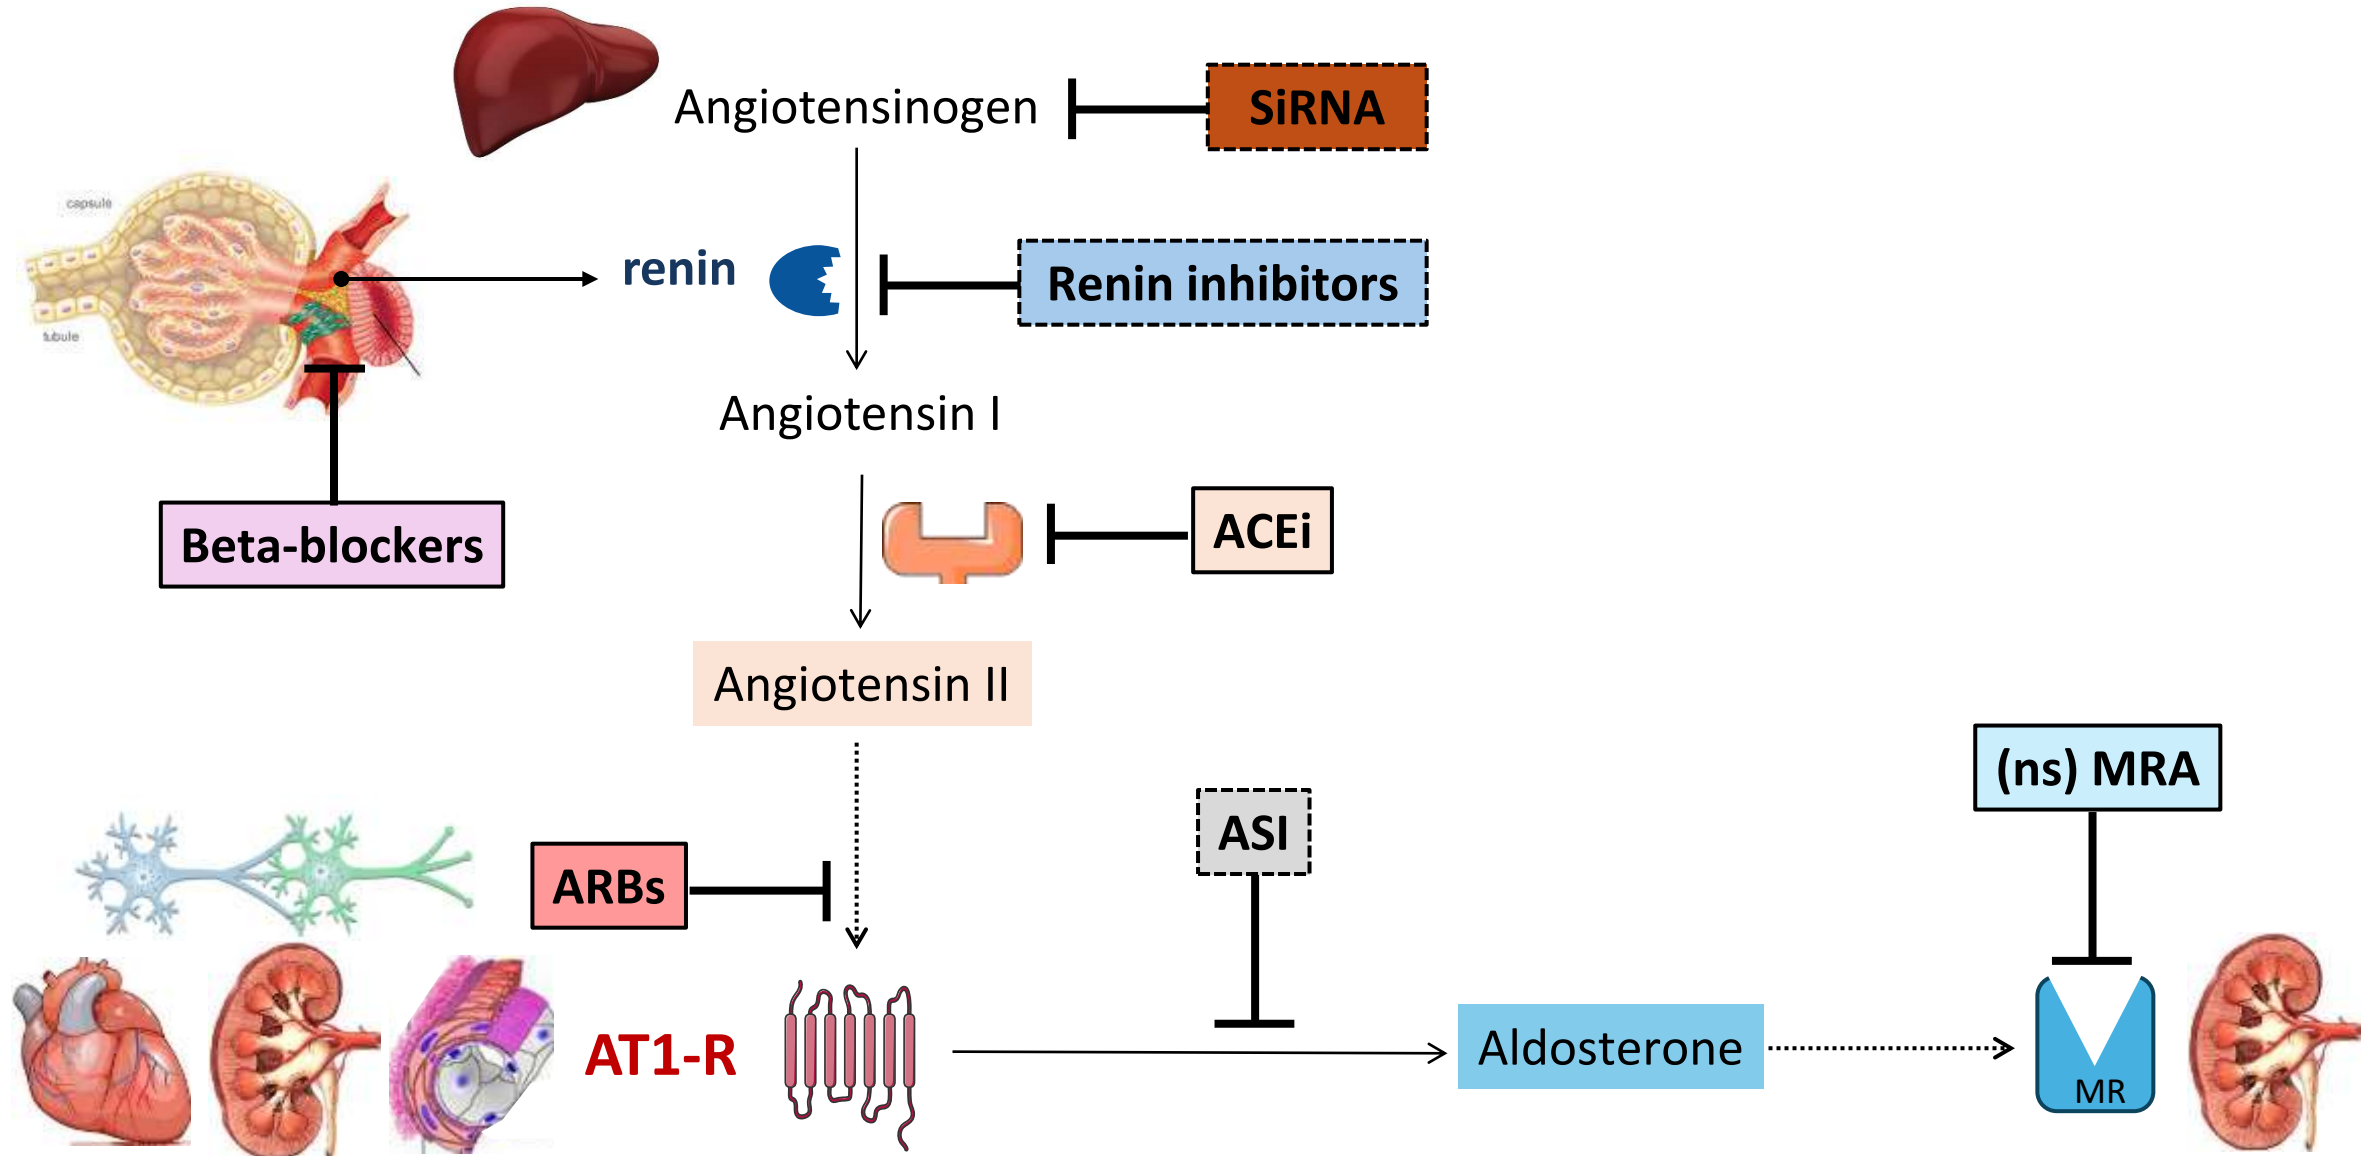 Angiotensinogen
SiRNA
capsule
renin
Renin inhibitors
tubule
Angiotensin I
Beta-blockers
ACEi
Angiotensin II
(ns) MRA
ASI
ARBs
AT1-R
Aldosterone
MR